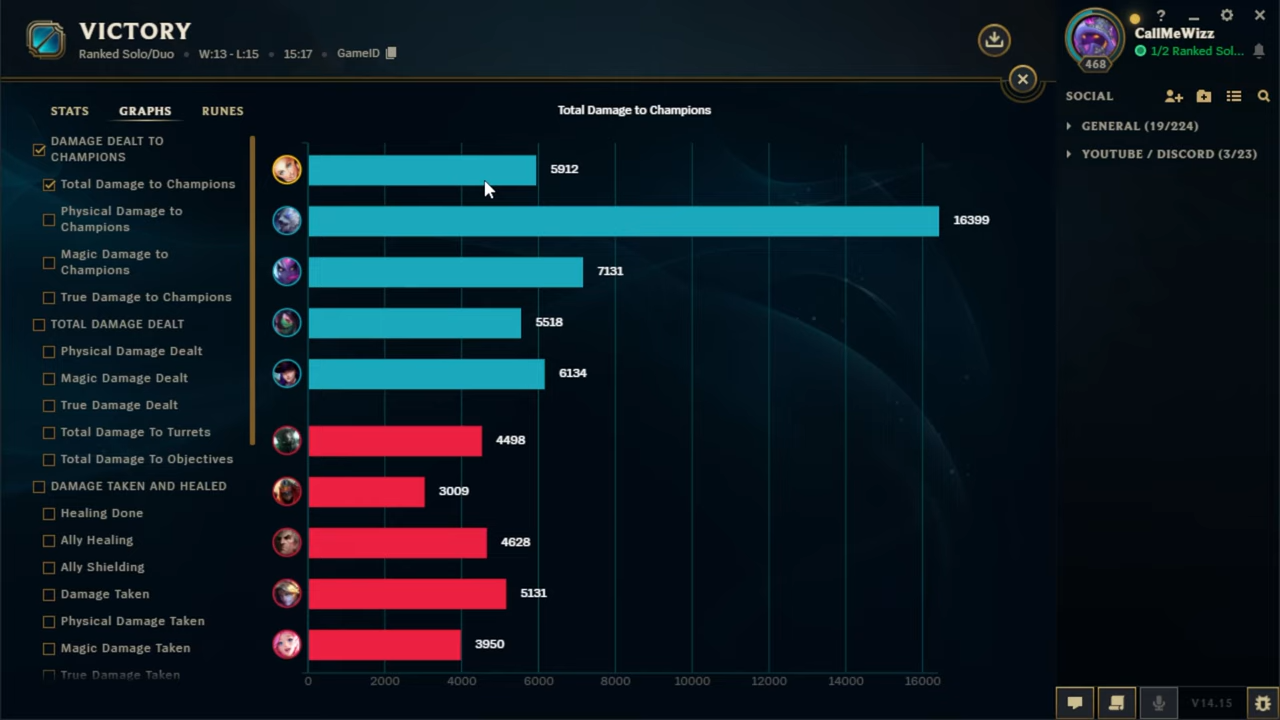 VICTORY
Ranked Solo/Duo • W:13 - L:15 • 15:17 • GameID
STATS GRAPHS RUNES
DAMAGE DEALT TO
CHAMPIONS
Total Damage to Champions
Physical Damage to
Champions
Magic Damage to
Champions
True Damage to Champions
TOTAL DAMAGE DEALT
Physical Damage Dealt
Magic Damage Dealt
True Damage Dealt
Total Damage To Turrets
Total Damage To Objectives
DAMAGE TAKEN AND HEALED
Healing Done
Ally Healing
Ally Shielding
Damage Taken
Physical Damage Taken
Magic Damage Taken
True Damage Taken
Total Damage to Champions
5912
16399
7131
5518
6134
4498
3009
4628
5131
3950
0 2000 4000 6000 8000 10000 12000 14000 16000
?
CallMeWizz
468
1/2 Ranked Sol...
SOCIAL
GENERAL (19/224)
YOUTUBE / DISCORD (3/23)
V14.15